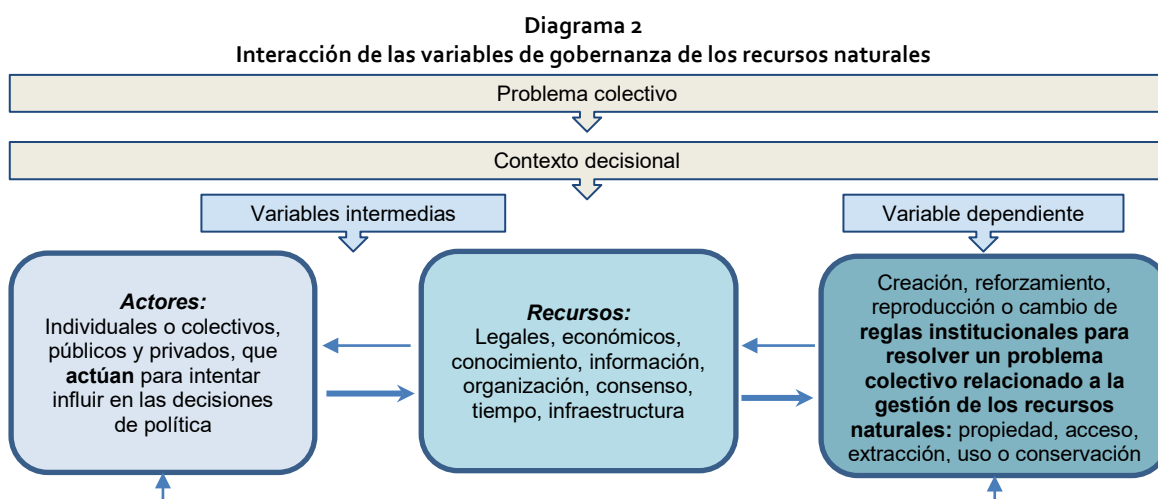 Diagrama 2
Interacción de las variables de gobernanza de los recursos naturales
Problema colectivo
Contexto decisional
Variables intermedias
Variable dependiente
Actores:
Individuales o colectivos,
públicos y privados, que
actúan para intentar
influir en las decisiones
de política
Recursos:
Legales, económicos,
conocimiento, información,
organización, consenso,
tiempo, infraestructura
Creación, reforzamiento,
reproducción o cambio de
reglas institucionales para
resolver un problema
colectivo relacionado a la
gestión de los recursos
naturales: propiedad, acceso,
extracción, uso o conservación